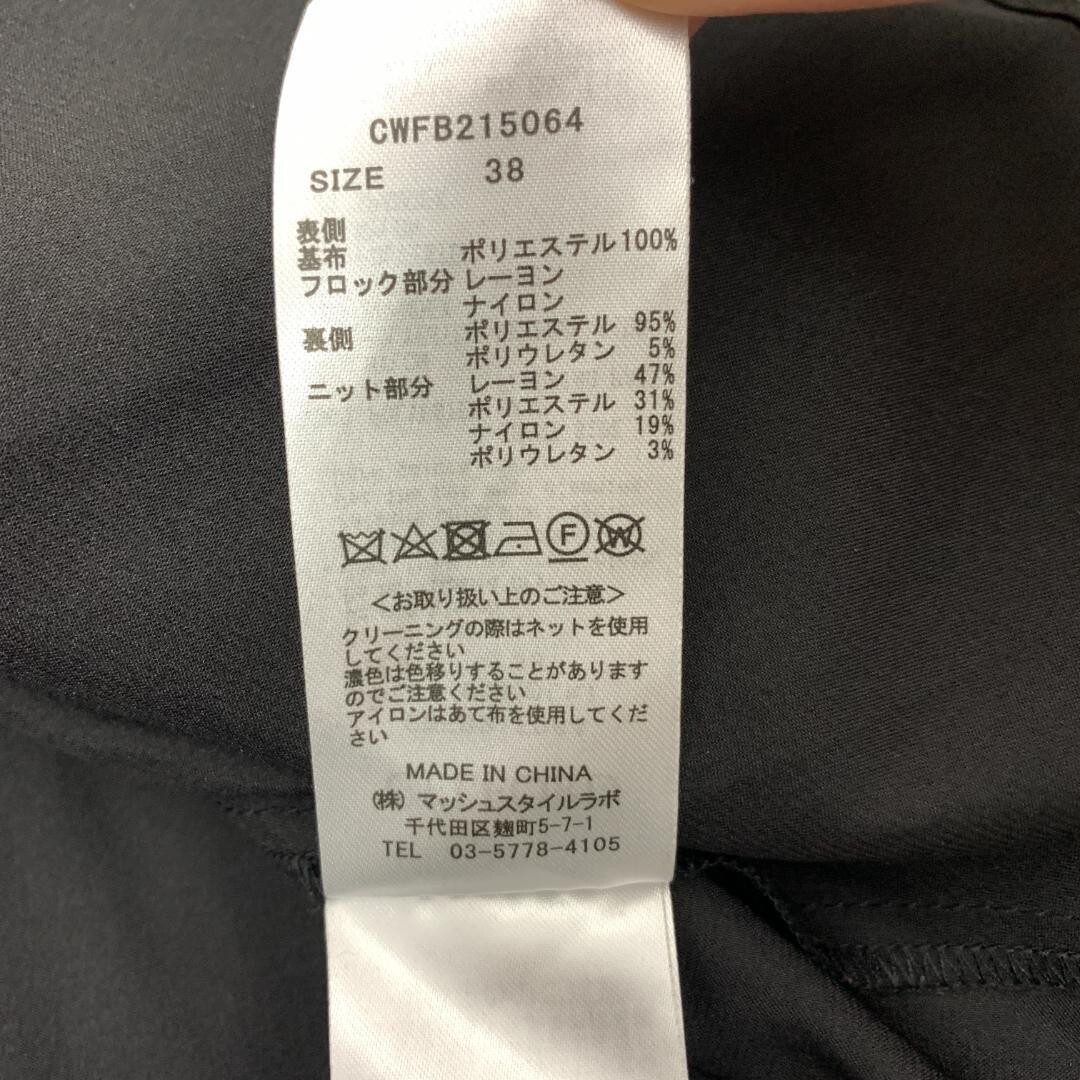 CWFB215064
SIZE 38
表側
基布 ポリエステル 100%
フロック部分 レーヨン
ナイロン
裏側 ポリエステル 95%
ポリウレタン 5%
ニット部分 レーヨン 47%
ポリエステル 31%
ナイロン 19%
ポリウレタン 3%
F W
<お取り扱い上のご注意>
クリーニングの際はネットを使用
してください
濃色は色移りすることがあります
のでご注意ください
アイロンはあて布を使用してくだ
さい
MADE IN CHINA
(株) マッシュスタイルラボ
千代田区麹町5-7-1
TEL 03-5778-4105